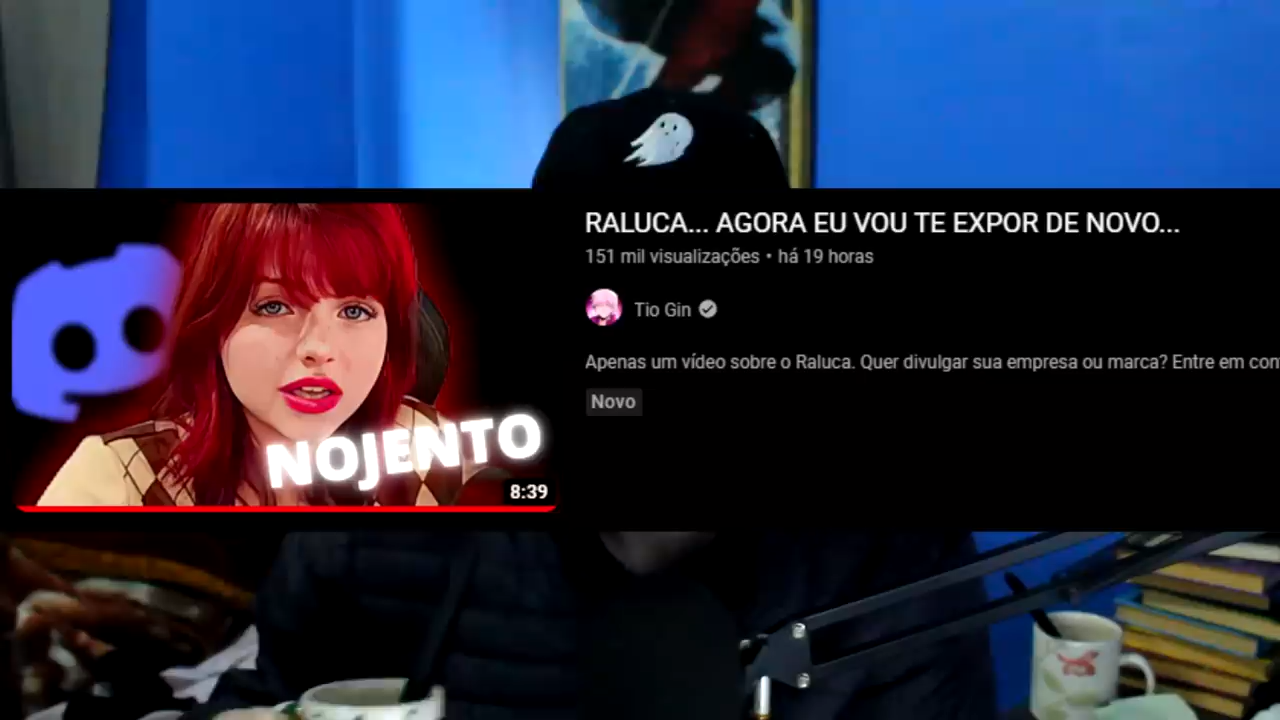 RALUCA... AGORA EU VOU TE EXPOR DE NOVO...
151 mil visualizações • há 19 horas
Tio Gin
Apenas um vídeo sobre o Raluca. Quer divulgar sua empresa ou marca? Entre em con
Novo
NOJENTO
8:39